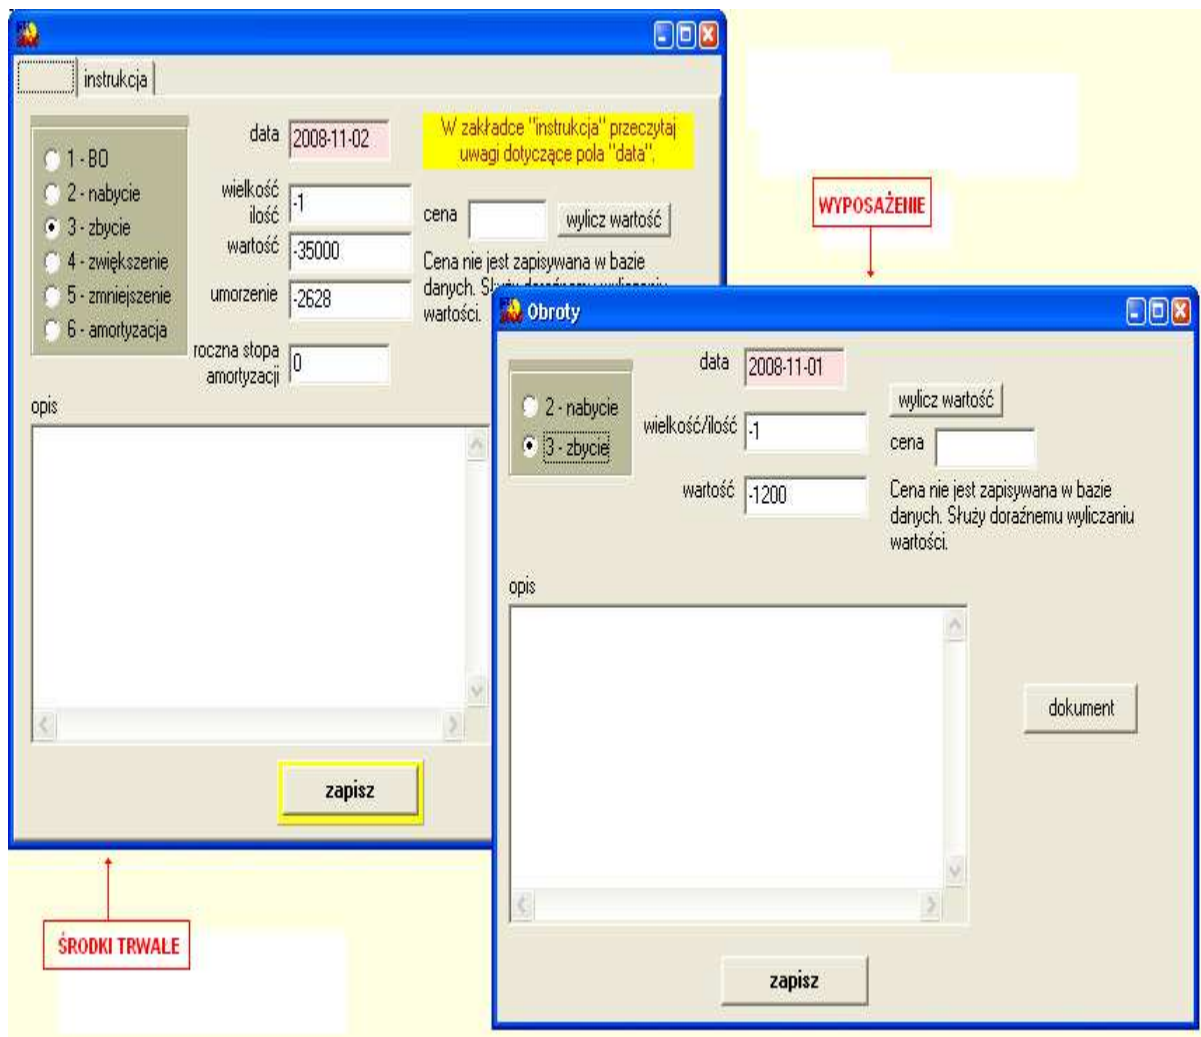 instrukcja
1 - BO
2 - nabycie
3 - zbycie
4 - zwiększenie
5 - zmniejszenie
6 - amortyzacja
data 2008-11-02
W zakładce "instrukcja" przeczytaj
uwagi dotyczące pola "data".
wielkość
ilość -1
cena wylicz wartość
wartość -35000
Cena nie jest zapisywana w bazie
danych. Służy doraźnemu wyliczaniu
wartości.
umorzenie -2628
roczna stopa
amortyzacji 0
opis
zapisz
ŚRODKI TRWAŁE
WYPOSAŻENIE
Obroty
2 - nabycie
3 - zbycie
data 2008-11-01
wylicz wartość
wielkość/ilość -1
cena
wartość -1200
Cena nie jest zapisywana w bazie
danych. Służy doraźnemu wyliczaniu
wartości.
opis
dokument
zapisz